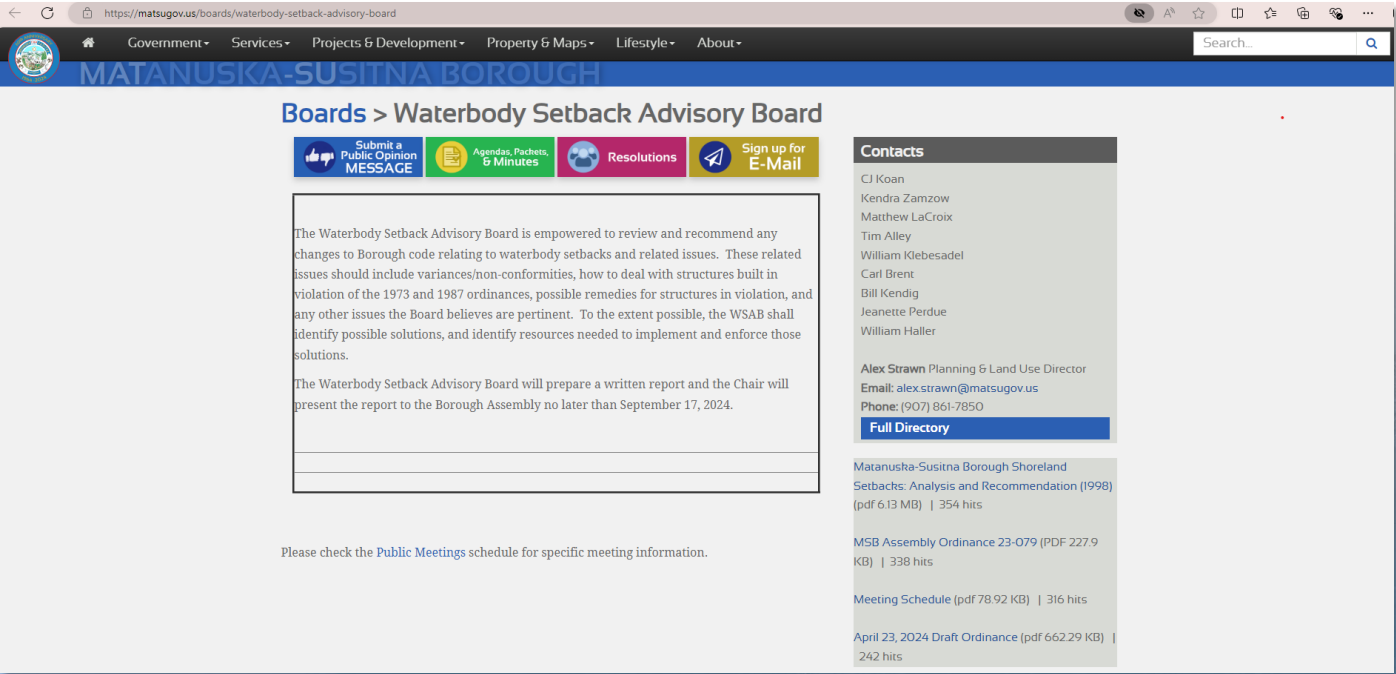 https://matsugov.us/boards/waterbody-setback-advisory-board
Government Services Projects & Development Property & Maps Lifestyle About Search...
MATANUSKA-SUSITNA BOROUGH
Boards > Waterbody Setback Advisory Board
Submit a
Public Opinion
MESSAGE
Agendas, Packets,
& Minutes
Resolutions
Sign up for
E-Mail
The Waterbody Setback Advisory Board is empowered to review and recommend any
changes to Borough code relating to waterbody setbacks and related issues. These related
issues should include variances/non-conformities, how to deal with structures built in
violation of the 1973 and 1987 ordinances, possible remedies for structures in violation, and
any other issues the Board believes are pertinent. To the extent possible, the WSAB shall
identify possible solutions, and identify resources needed to implement and enforce those
solutions.
The Waterbody Setback Advisory Board will prepare a written report and the Chair will
present the report to the Borough Assembly no later than September 17, 2024.
Please check the Public Meetings schedule for specific meeting information.
Contacts
CJ Koan
Kendra Zamzow
Matthew LaCroix
Tim Alley
William Klebesadel
Carl Brent
Bill Kendig
Jeanette Perdue
William Haller
Alex Strawn Planning & Land Use Director
Email: alex.strawn@matsugov.us
Phone: (907) 861-7850
Full Directory
Matanuska-Susitna Borough Shoreland
Setbacks: Analysis and Recommendation (1998)
(pdf 6.13 MB) | 354 hits
MSB Assembly Ordinance 23-079 (PDF 227.9
KB) | 338 hits
Meeting Schedule (pdf 78.92 KB) | 316 hits
April 23, 2024 Draft Ordinance (pdf 662.29 KB) |
242 hits